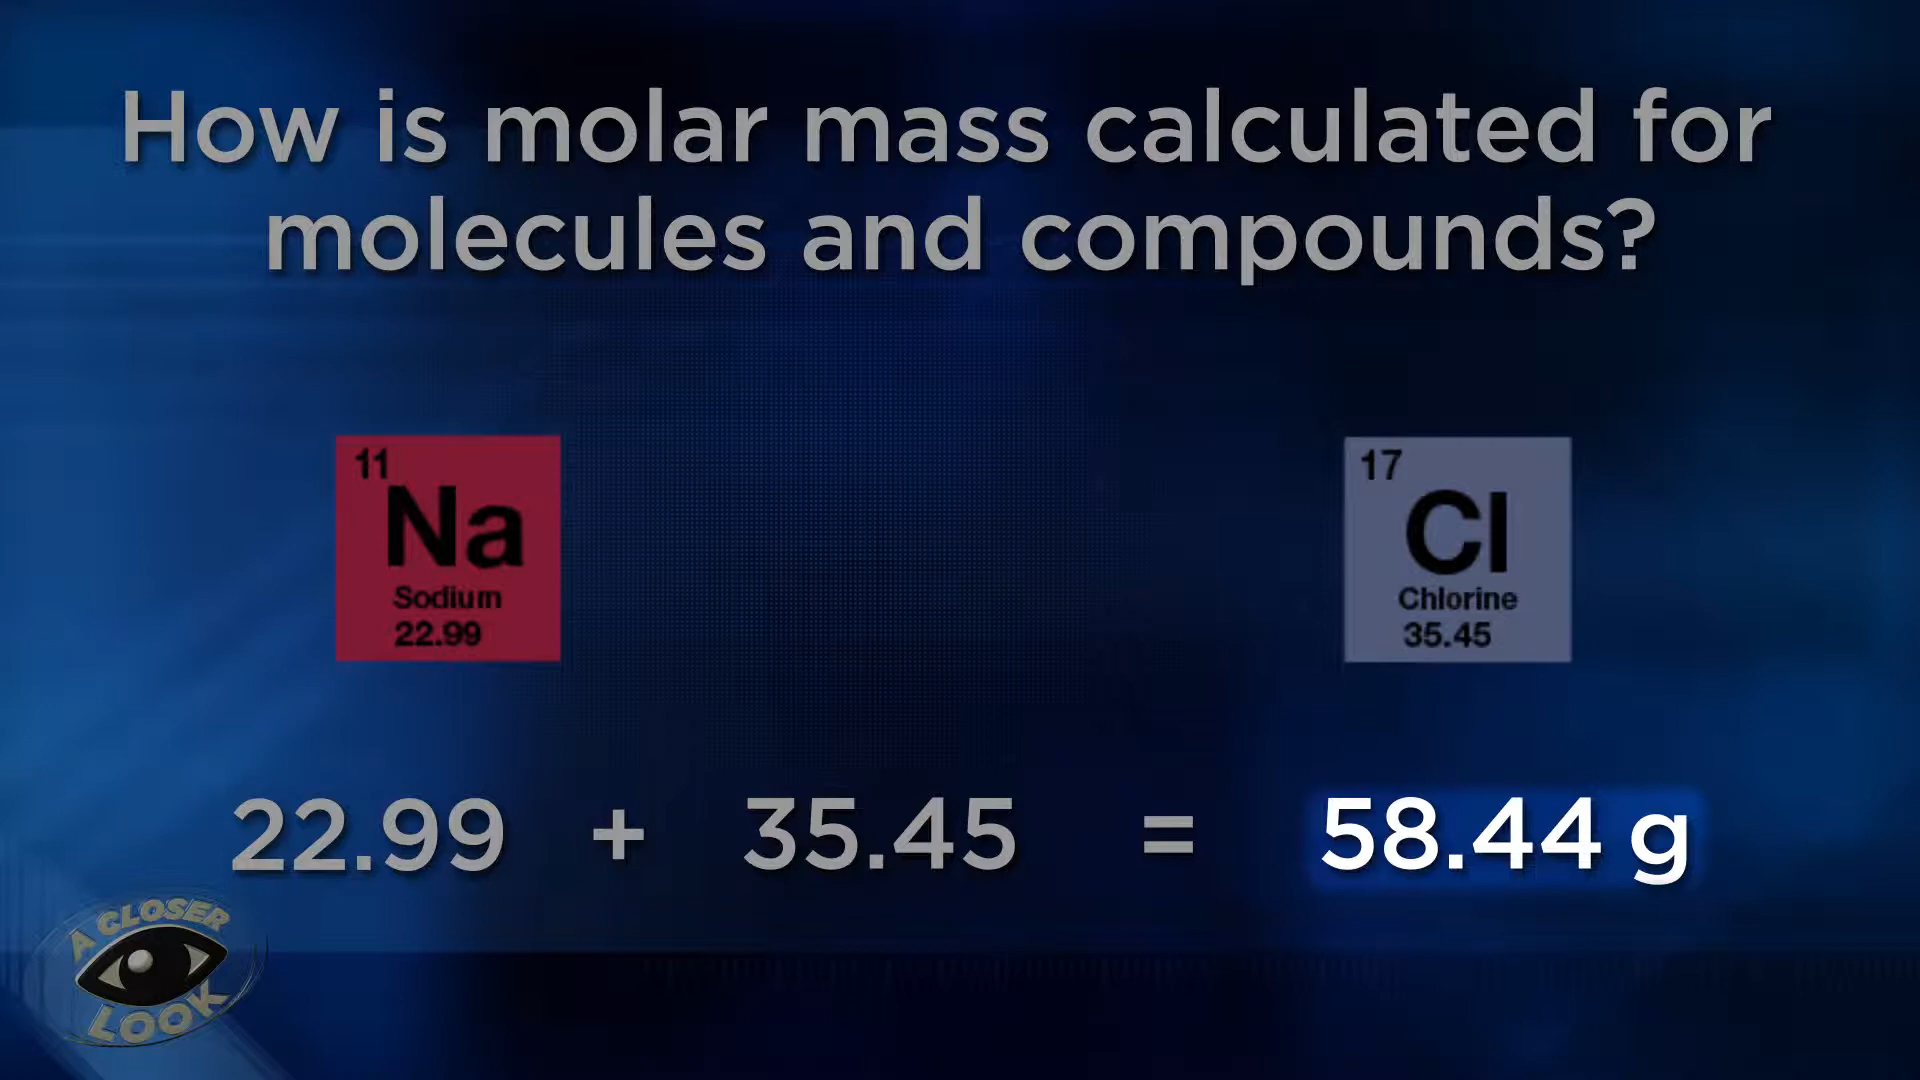 How is molar mass calculated for
molecules and compounds?
11
Na
Sodium
22.99
17
Cl
Chlorine
35.45
22.99 + 35.45 = 58.44 g
A CLOSER
LOOK